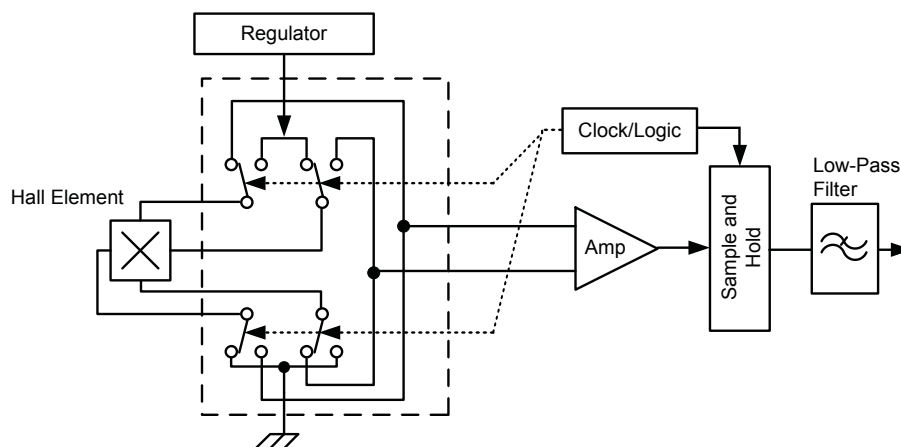 Regulator
Clock/Logic
Low-Pass
Filter
Hall Element
Amp
Sample and
Hold